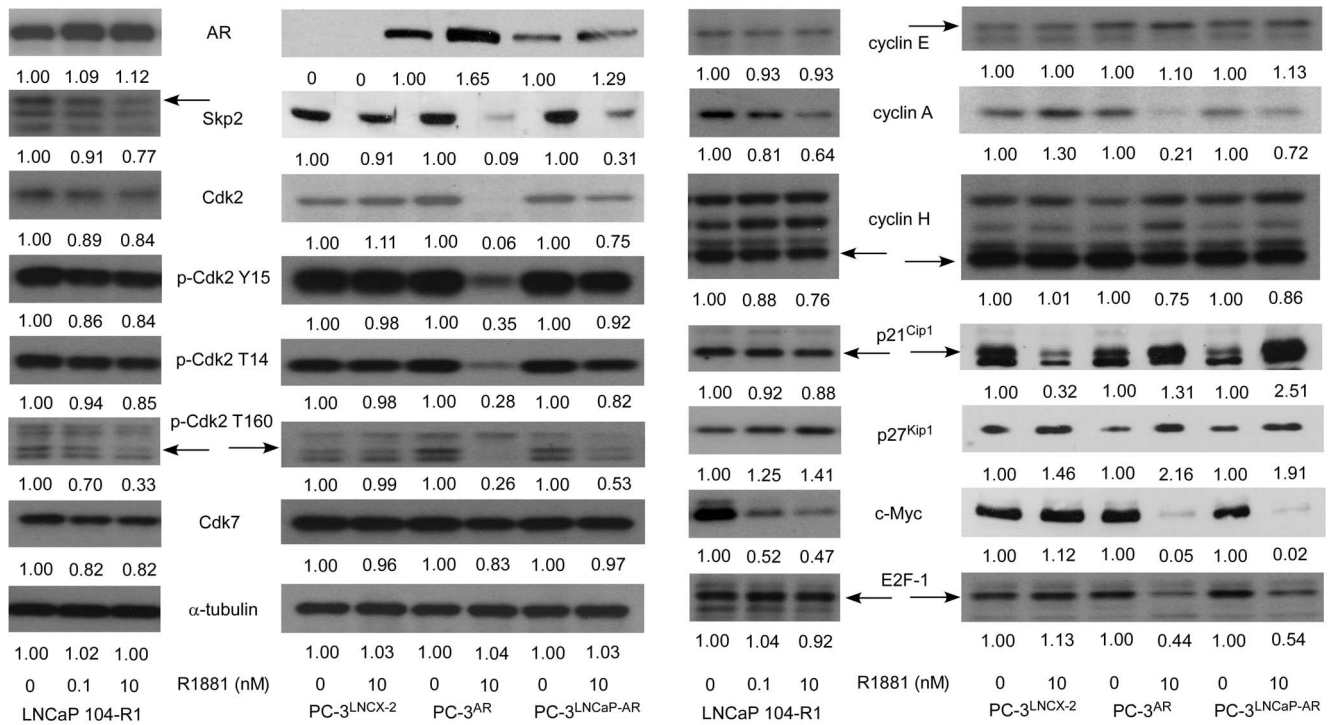 AR
1.00 1.09 1.12
0 0 1.00 1.65 1.00 1.29
Skp2
1.00 0.91 0.77
1.00 0.91 1.00 0.09 1.00 0.31
Cdk2
1.00 0.89 0.84
1.00 1.11 1.00 0.06 1.00 0.75
p-Cdk2 Y15
1.00 0.86 0.84
1.00 0.98 1.00 0.35 1.00 0.92
p-Cdk2 T14
1.00 0.94 0.85
1.00 0.98 1.00 0.28 1.00 0.82
p-Cdk2 T160
1.00 0.70 0.33
1.00 0.99 1.00 0.26 1.00 0.53
Cdk7
1.00 0.82 0.82
1.00 0.96 1.00 0.83 1.00 0.97
α-tubulin
1.00 1.02 1.00
1.00 1.03 1.00 1.04 1.00 1.03
0 0.1 10 R1881 (nM) 0 10 0 10 0 10
LNCaP 104-R1 PC-3^LNCX-2 PC-3^AR PC-3^LNCaP-AR
cyclin E
1.00 0.93 0.93
1.00 1.00 1.00 1.10 1.00 1.13
cyclin A
1.00 0.81 0.64
1.00 1.30 1.00 0.21 1.00 0.72
cyclin H
1.00 0.88 0.76
1.00 1.01 1.00 0.75 1.00 0.86
p21^Cip1
1.00 0.92 0.88
1.00 0.32 1.00 1.31 1.00 2.51
p27^Kip1
1.00 1.25 1.41
1.00 1.46 1.00 2.16 1.00 1.91
c-Myc
1.00 0.52 0.47
1.00 1.12 1.00 0.05 1.00 0.02
E2F-1
1.00 1.04 0.92
1.00 1.13 1.00 0.44 1.00 0.54
0 0.1 10 R1881 (nM) 0 10 0 10 0 10
LNCaP 104-R1 PC-3^LNCX-2 PC-3^AR PC-3^LNCaP-AR